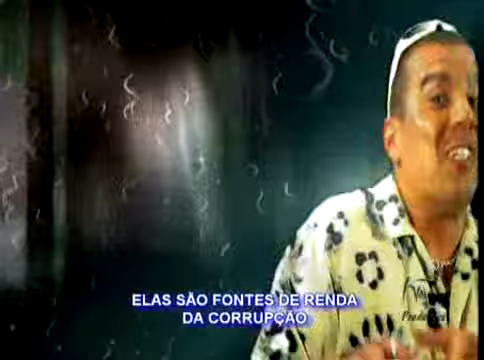 ELAS SÃO FONTES DE RENDA
DA CORRUPÇÃO